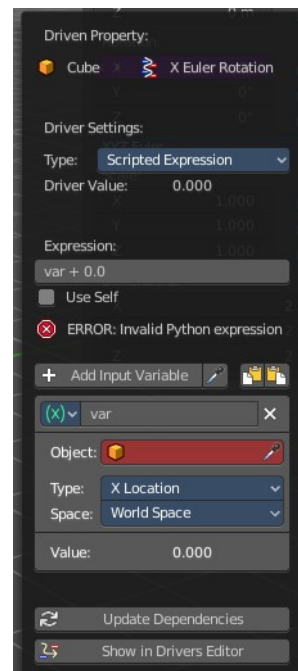 Driven Property:
Cube X Euler Rotation
Driver Settings:
Type: Scripted Expression
Driver Value: 0.000
Expression:
var + 0.0
Use Self
ERROR: Invalid Python expression
Add Input Variable
(x) var
Object:
Type: X Location
Space: World Space
Value: 0.000
Update Dependencies
Show in Drivers Editor